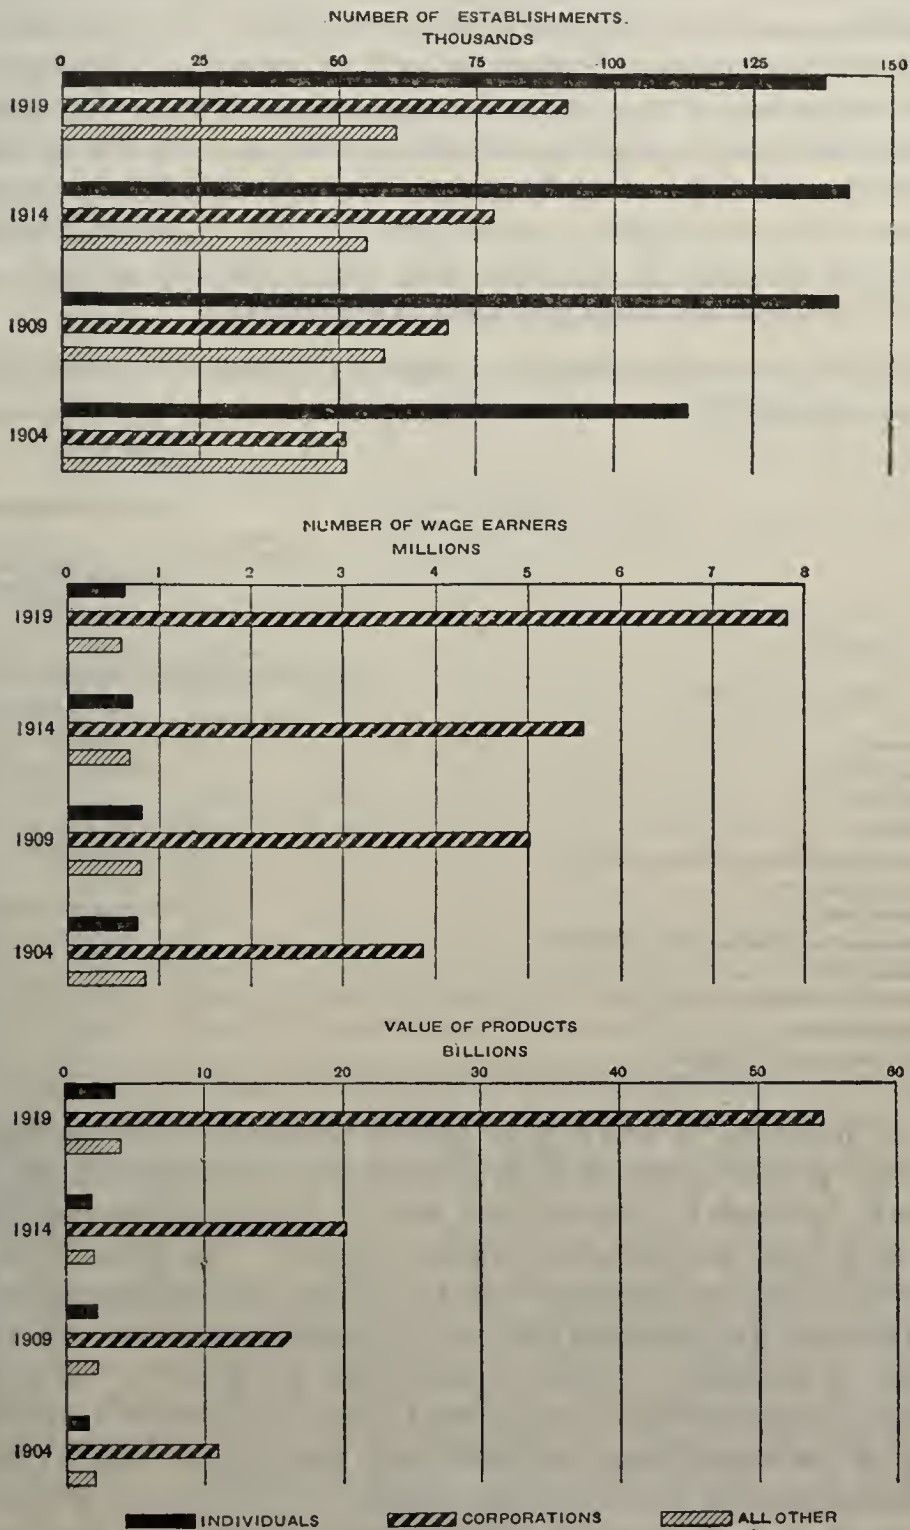 NUMBER OF ESTABLISHMENTS.
THOUSANDS
0 25 50 75 100 125 150
1919
1914
1909
1904
NUMBER OF WAGE EARNERS
MILLIONS
0 1 2 3 4 5 6 7 8
1919
1914
1909
1904
VALUE OF PRODUCTS
BILLIONS
0 10 20 30 40 50 60
1919
1914
1909
1904
INDIVIDUALS CORPORATIONS ALL OTHER